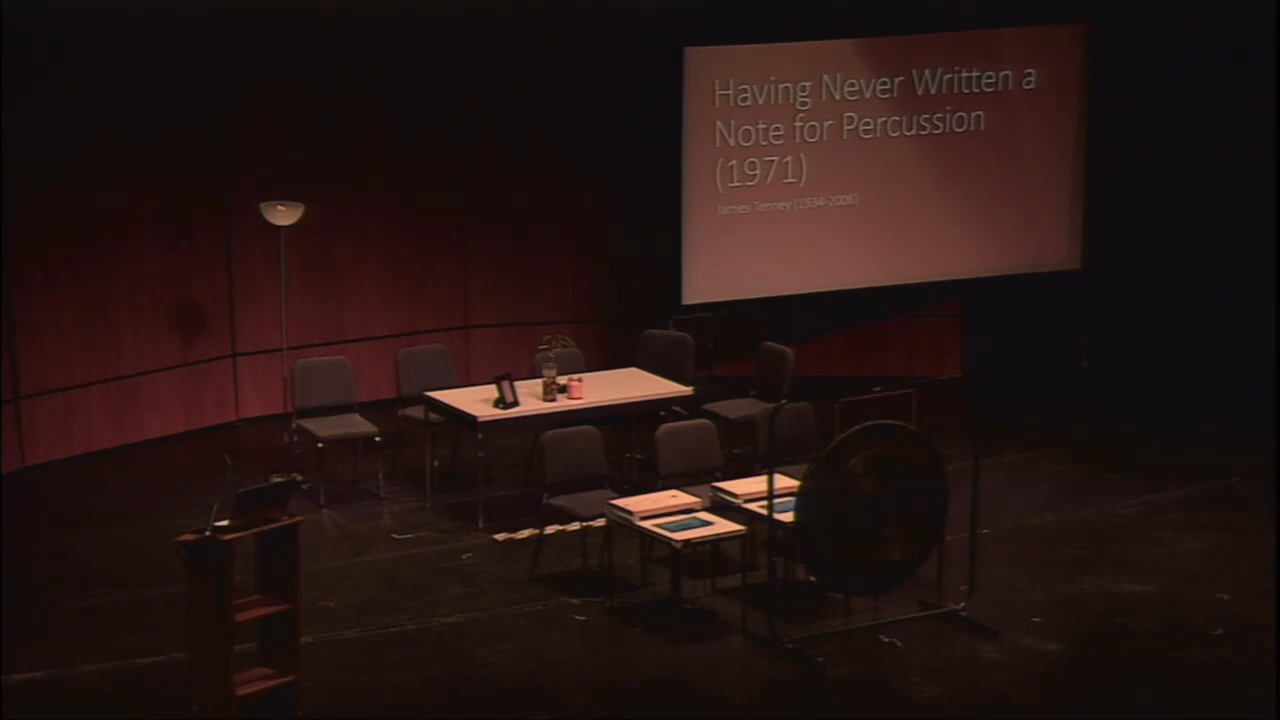 Having Never Written a
Note for Percussion
(1971)
James Tenney (1934-2006)